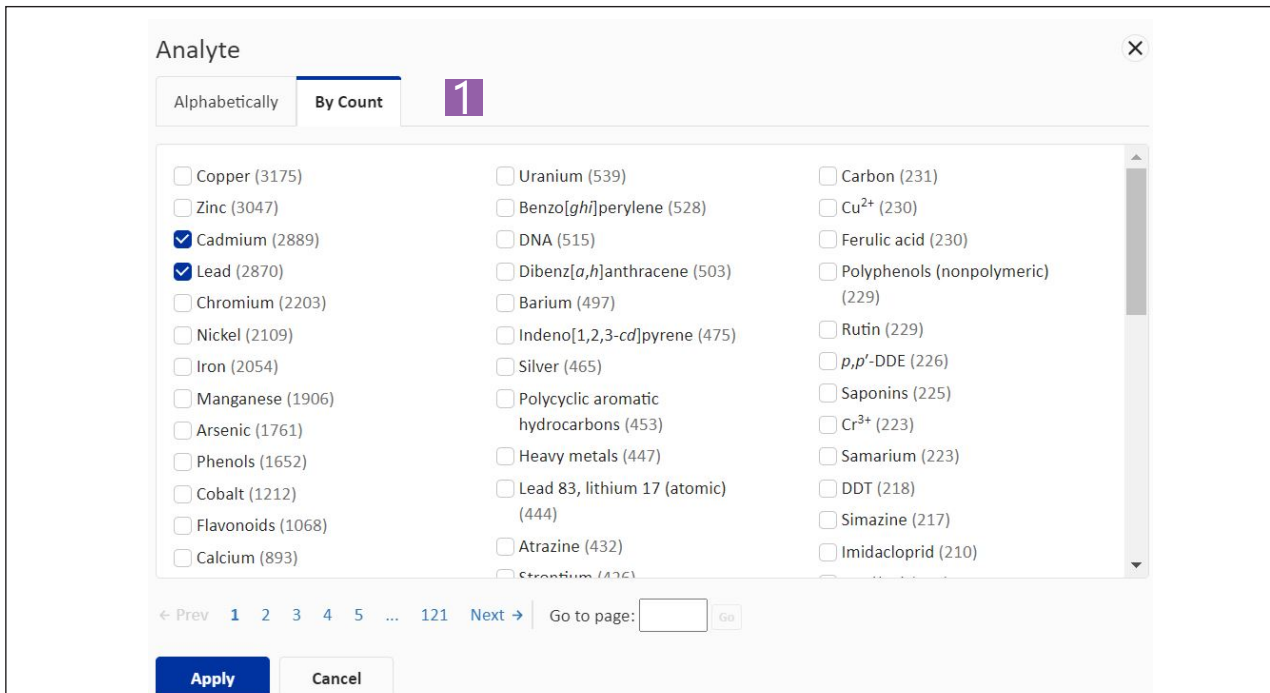 Analyte
Alphabetically
By Count
1
Copper (3175)
Zinc (3047)
Cadmium (2889)
Lead (2870)
Chromium (2203)
Nickel (2109)
Iron (2054)
Manganese (1906)
Arsenic (1761)
Phenols (1652)
Cobalt (1212)
Flavonoids (1068)
Calcium (893)
Uranium (539)
Benzo[ghi]perylene (528)
DNA (515)
Dibenz[a,h]anthracene (503)
Barium (497)
Indeno[1,2,3-cd]pyrene (475)
Silver (465)
Polycyclic aromatic
hydrocarbons (453)
Heavy metals (447)
Lead 83, lithium 17 (atomic)
(444)
Atrazine (432)
Strontium (426)
Carbon (231)
Cu²⁺ (230)
Ferulic acid (230)
Polyphenols (nonpolymeric)
(229)
Rutin (229)
p,p′-DDE (226)
Saponins (225)
Cr³⁺ (223)
Samarium (223)
DDT (218)
Simazine (217)
Imidacloprid (210)
← Prev 1 2 3 4 5 ... 121 Next → Go to page: Go
Apply
Cancel